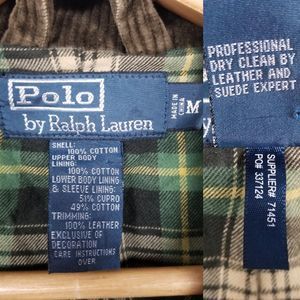 Polo
by Ralph Lauren
MADE IN
CHINA
M
SHELL:
100% COTTON
UPPER BODY
LINING:
100% COTTON
LOWER BODY LINING
& SLEEVE LINING:
51% CUPRO
49% COTTON
TRIMMING:
100% LEATHER
EXCLUSIVE OF
DECORATION
CARE INSTRUCTIONS
OVER
PROFESSIONAL
DRY CLEAN BY
LEATHER AND
SUEDE EXPERT
SUPPLIER# 71451
PO# 337124